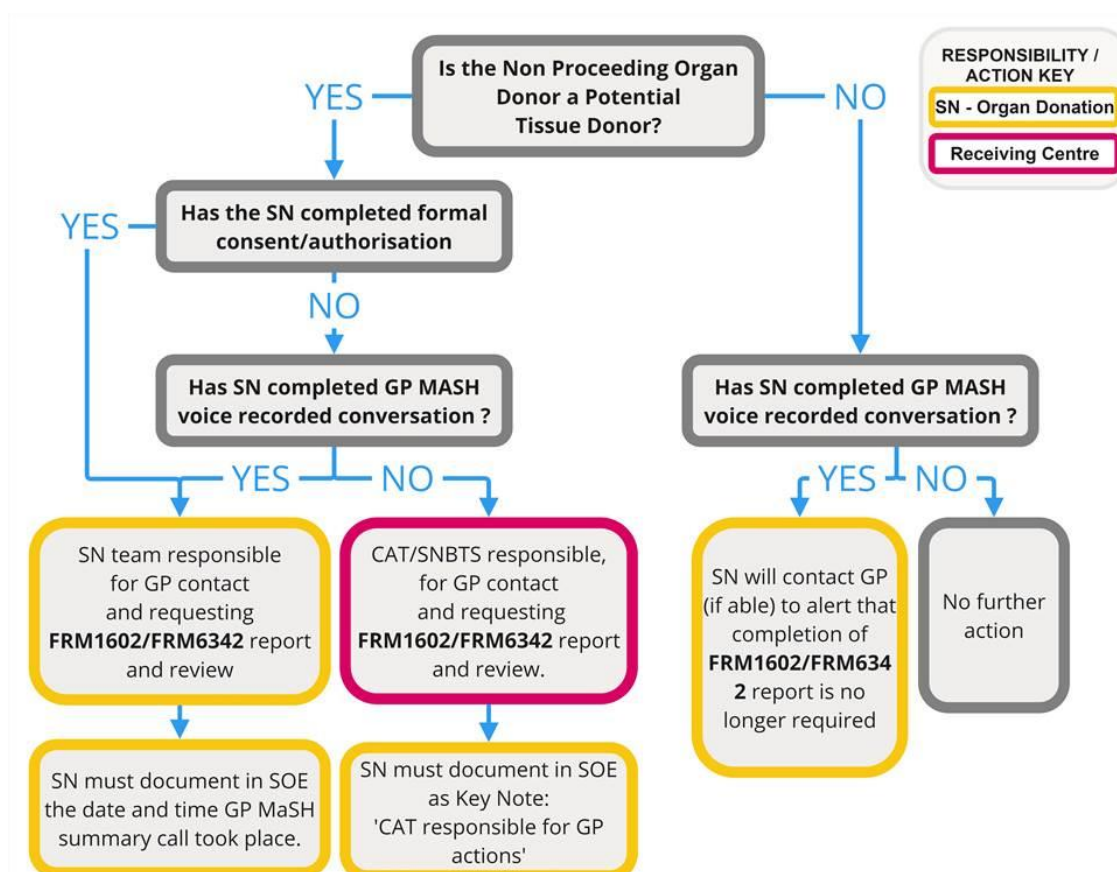 Is the Non Proceeding Organ
Donor a Potential
Tissue Donor?
YES
NO
RESPONSIBILITY /
ACTION KEY
SN - Organ Donation
Receiving Centre
Has the SN completed formal
consent/authorisation
YES
NO
Has SN completed GP MASH
voice recorded conversation ?
Has SN completed GP MASH
voice recorded conversation ?
YES
NO
YES
NO
SN team responsible
for GP contact
and requesting
FRM1602/FRM6342 report
and review
CAT/SNBTS responsible,
for GP contact
and requesting
FRM1602/FRM6342 report
and review.
SN will contact GP
(if able) to alert that
completion of
FRM1602/FRM634
2 report is no
longer required
No further
action
SN must document in SOE
the date and time GP MaSH
summary call took place.
SN must document in SOE
as Key Note:
'CAT responsible for GP
actions'